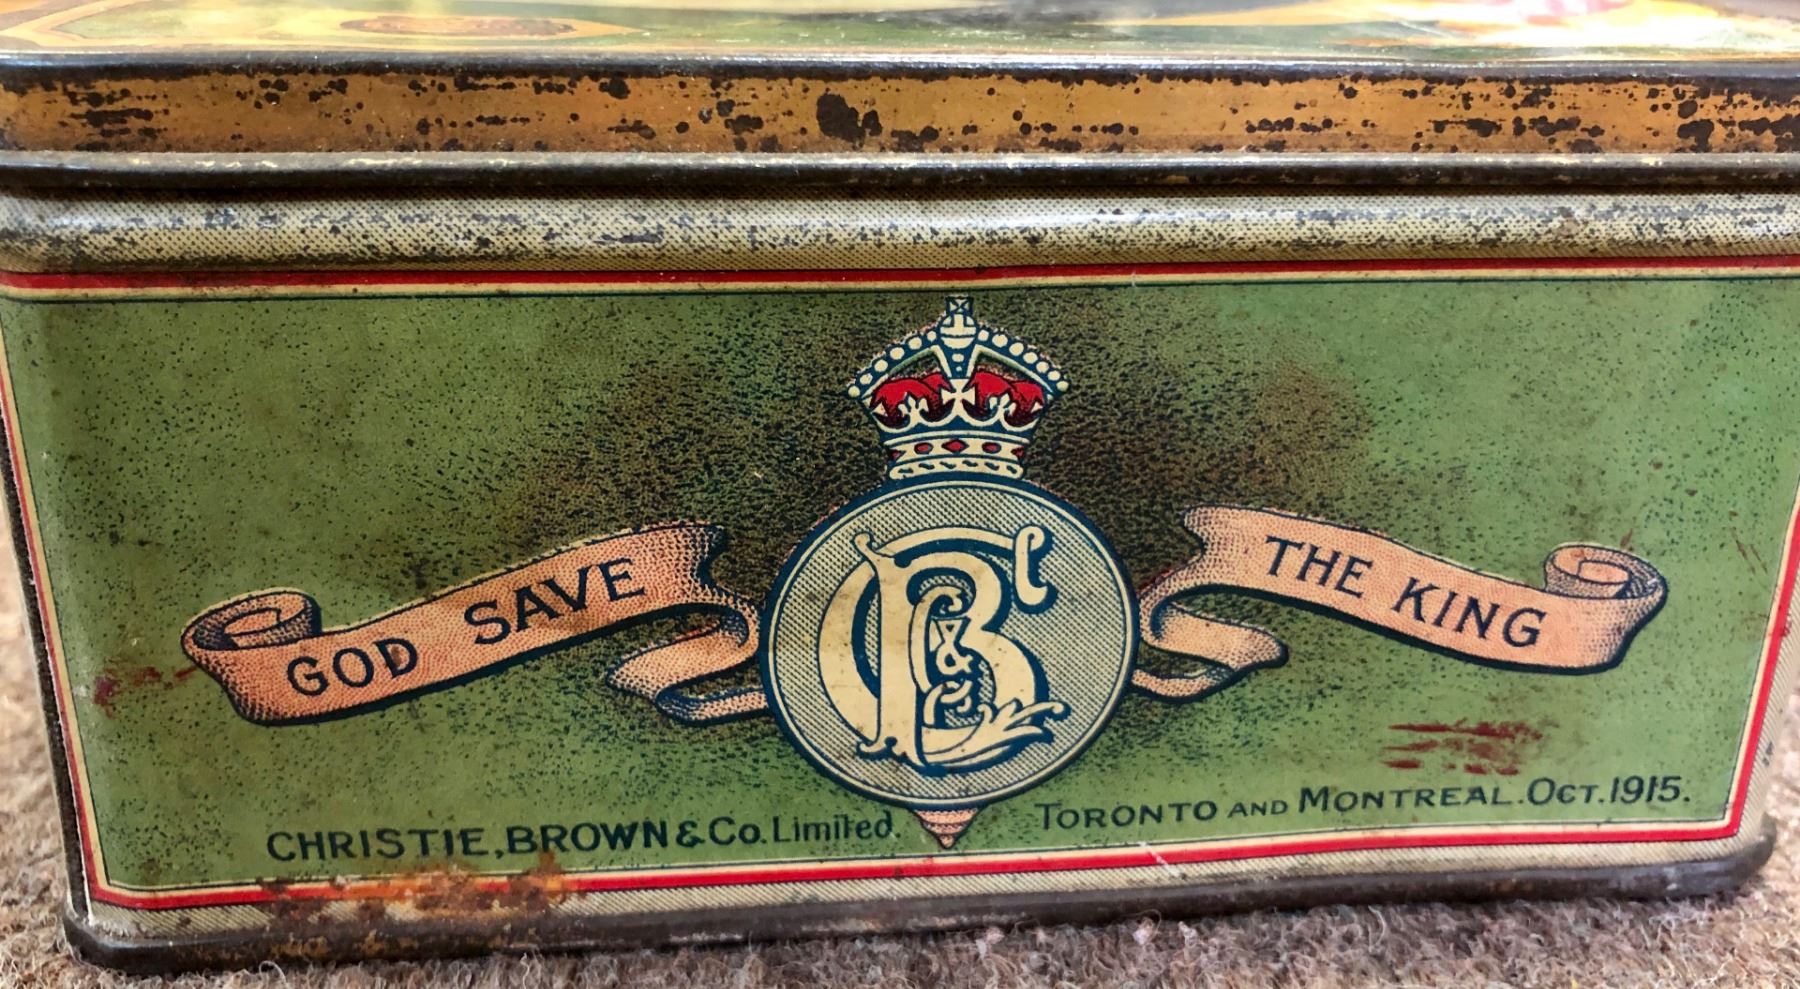 GOD SAVE THE KING
CB & Co L
CHRISTIE, BROWN & Co. Limited. TORONTO AND MONTREAL. OCT. 1915.